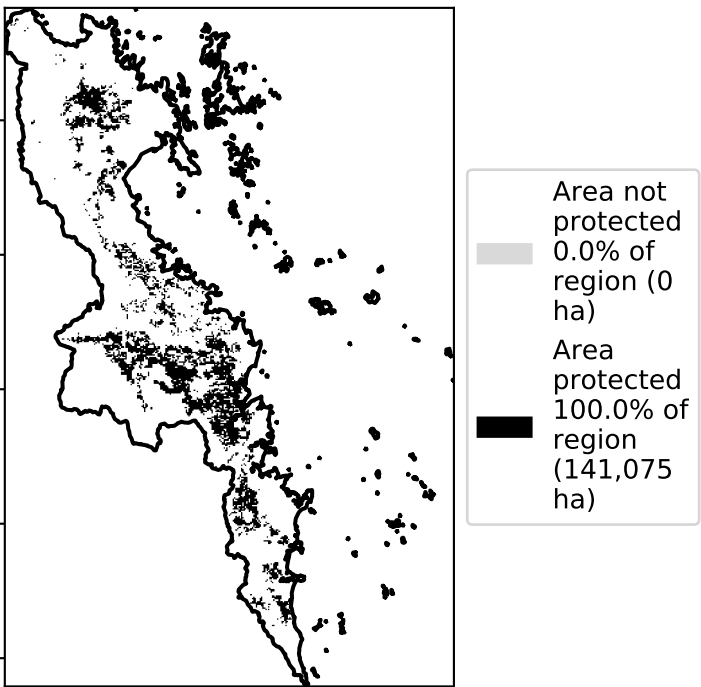 Area not
protected
0.0% of
region (0
ha)
Area
protected
100.0% of
region
(141,075
ha)